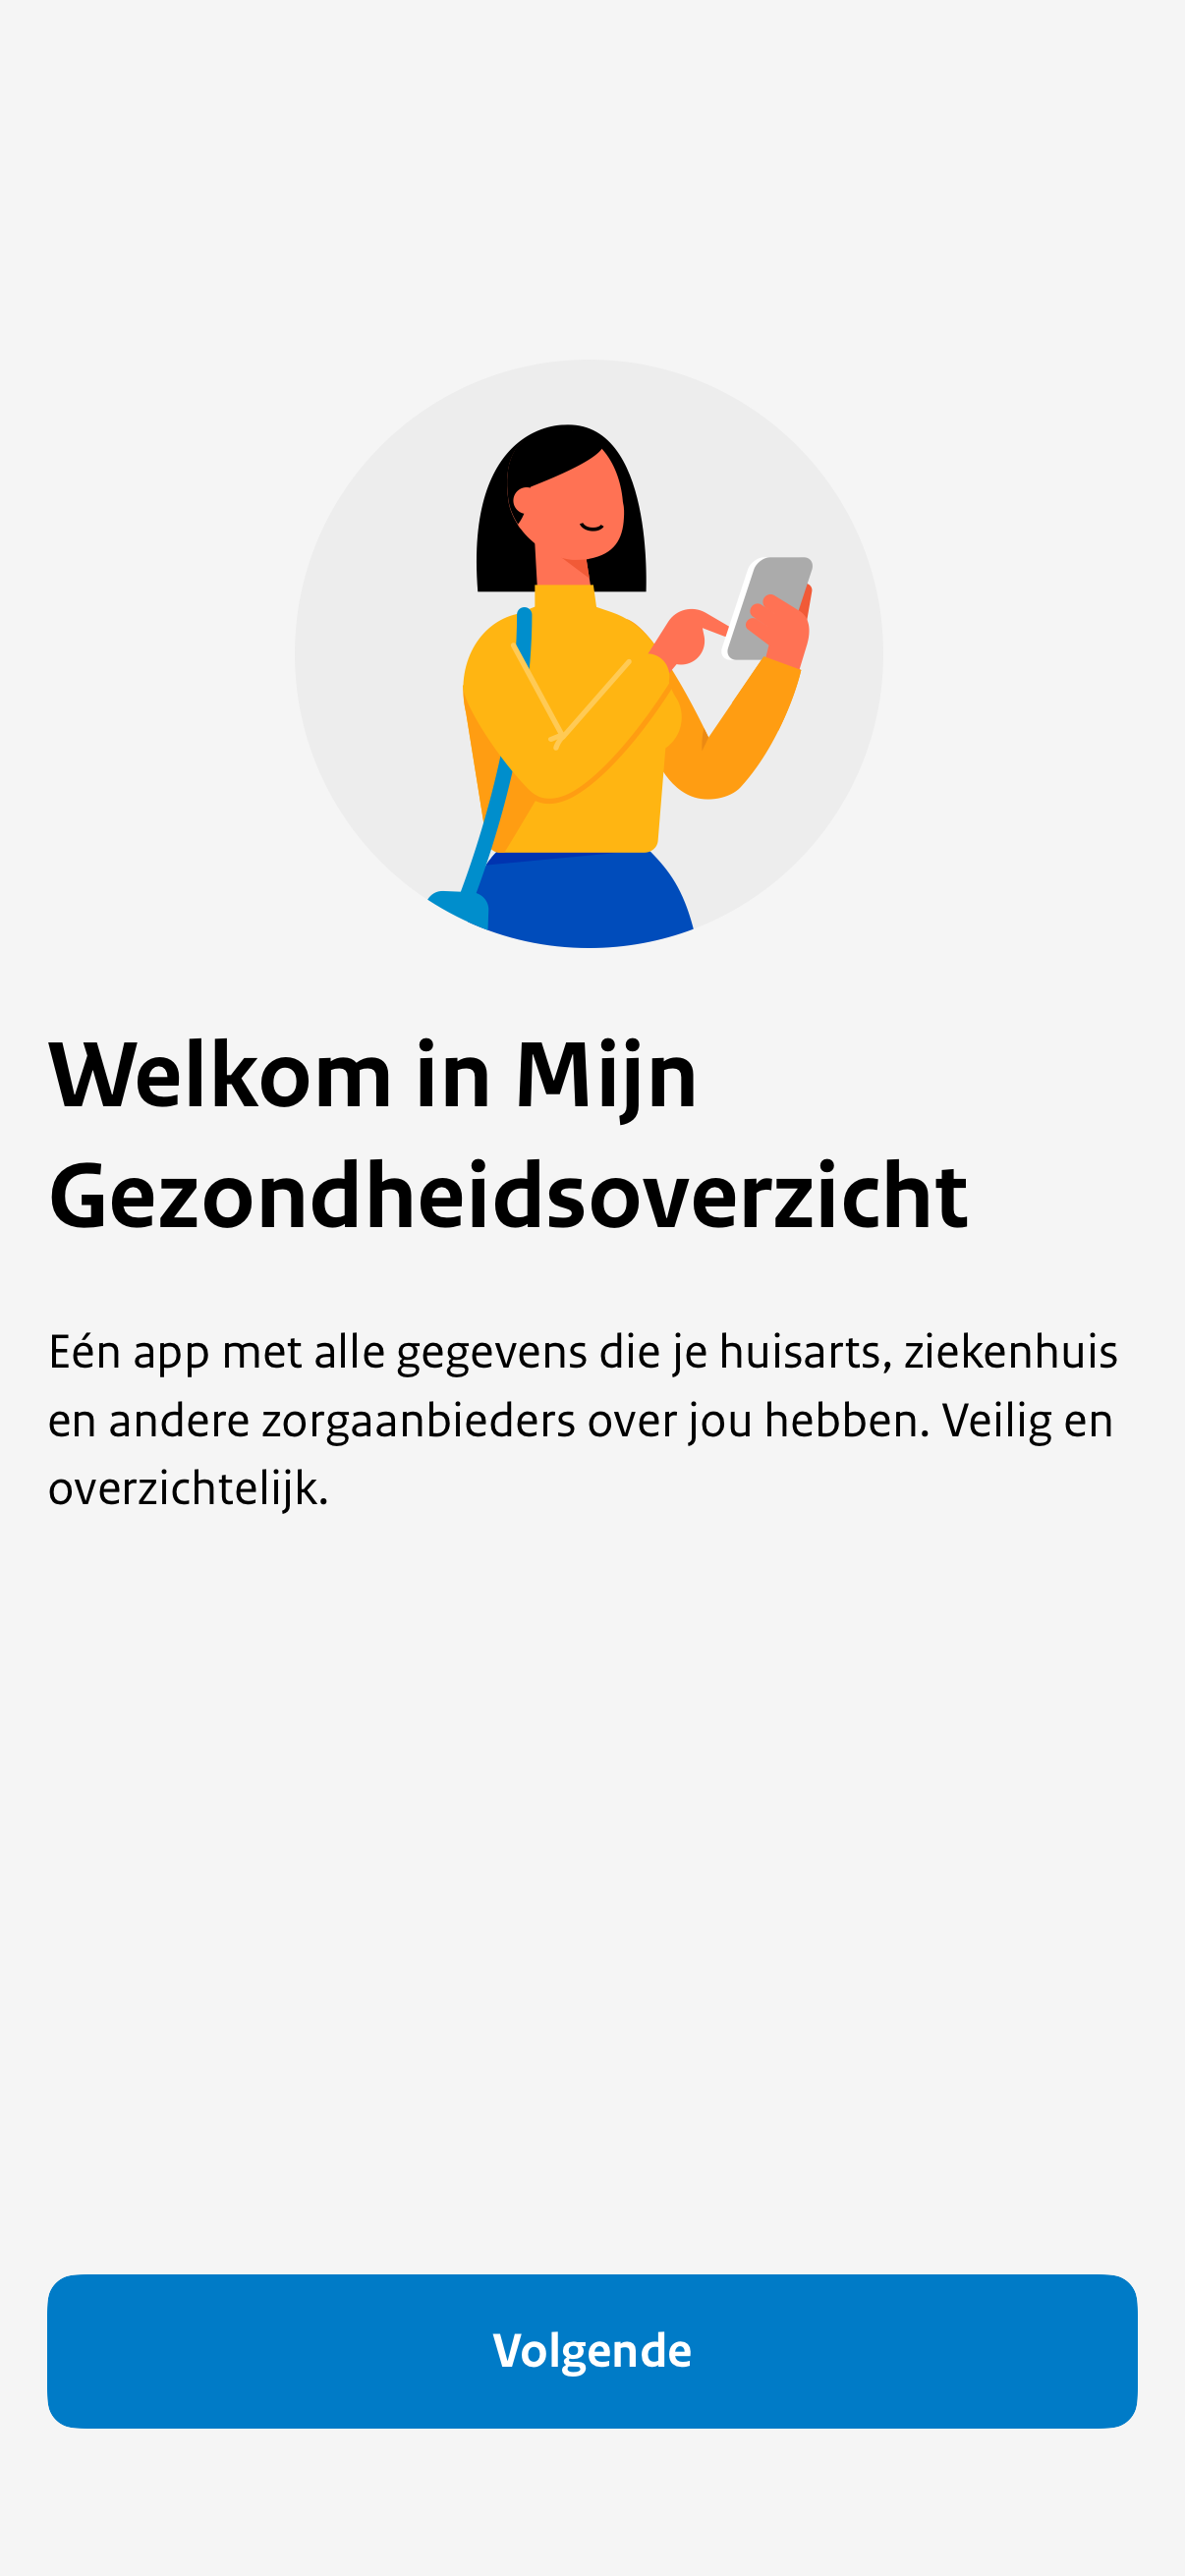 Welkom in Mijn
Gezondheidsoverzicht
Eén app met alle gegevens die je huisarts, ziekenhuis
en andere zorgaanbieders over jou hebben. Veilig en
overzichtelijk.
Volgende